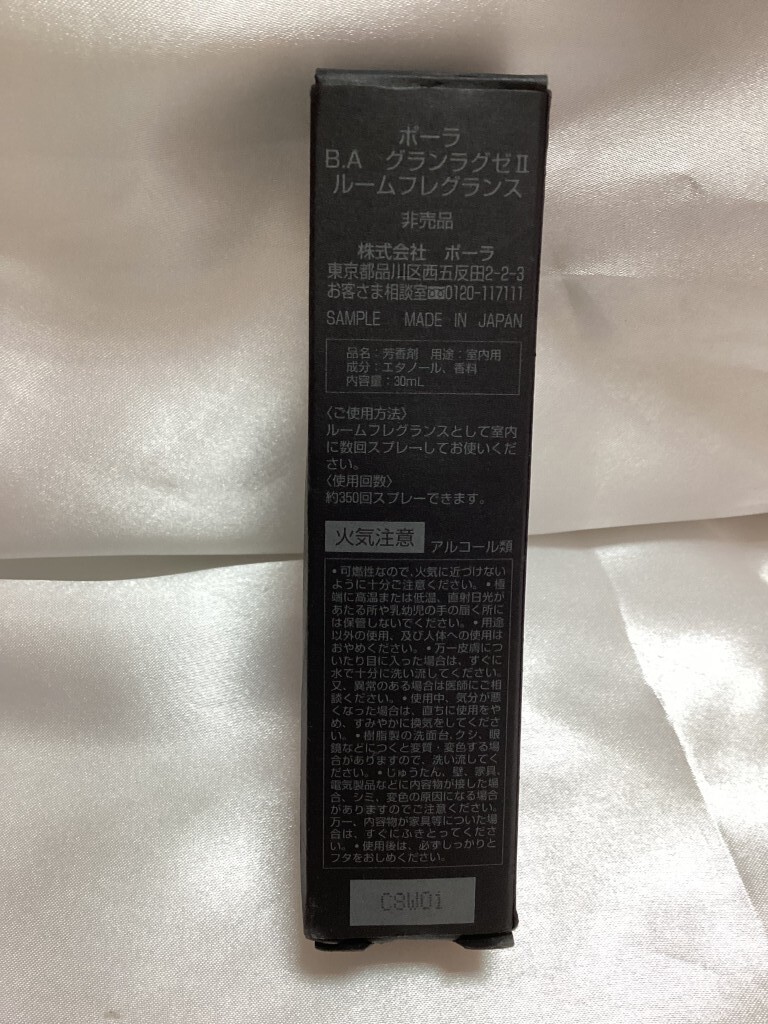 ポーラ
B.A グランラグゼⅡ
ルームフレグランス
非売品
株式会社 ポーラ
東京都品川区西五反田2-2-3
お客さま相談室0120-117111
SAMPLE MADE IN JAPAN
品名：芳香剤 用途：室内用
成分：エタノール、香料
内容量：30mL
〈ご使用方法〉
ルームフレグランスとして室内
に数回スプレーしてお使いくだ
さい。
〈使用回数〉
約350回スプレーできます。
火気注意 アルコール類
・可燃性なので、火気に近づけない
ように十分ご注意ください。・極
端に高温または低温、直射日光が
あたる所や乳幼児の手の届く所に
は保管しないでください。・用途
以外の使用、及び人体への使用は
おやめください。・万一皮膚につ
いたり目に入った場合は、すぐに
水で十分に洗い流してください。
又、異常のある場合は医師にご相
談ください。・使用中、気分が悪
くなった場合は、直ちに使用をや
め、すみやかに換気をしてくださ
い。・樹脂製の洗面台、クシ、眼
鏡などにつくと変質・変色する場
合がありますので、洗い流してく
ださい。・じゅうたん、壁、家具、
電気製品などに内容物が接した場
合、シミ、変色の原因になる場合
がありますのでご注意ください。
万一、内容物が家具等についた場
合は、すぐにふきとってくださ
い。・使用後は、必ずしっかりと
フタをおしめください。
C8W01